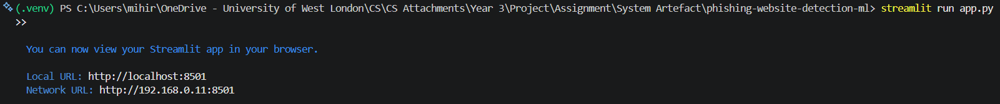 (.venv) PS C:\Users\mihir\OneDrive - University of West London\CS\CS Attachments\Year 3\Project\Assignment\System Artefact\phishing-website-detection-ml> streamlit run app.py
>>
You can now view your Streamlit app in your browser.
Local URL: http://localhost:8501
Network URL: http://192.168.0.11:8501